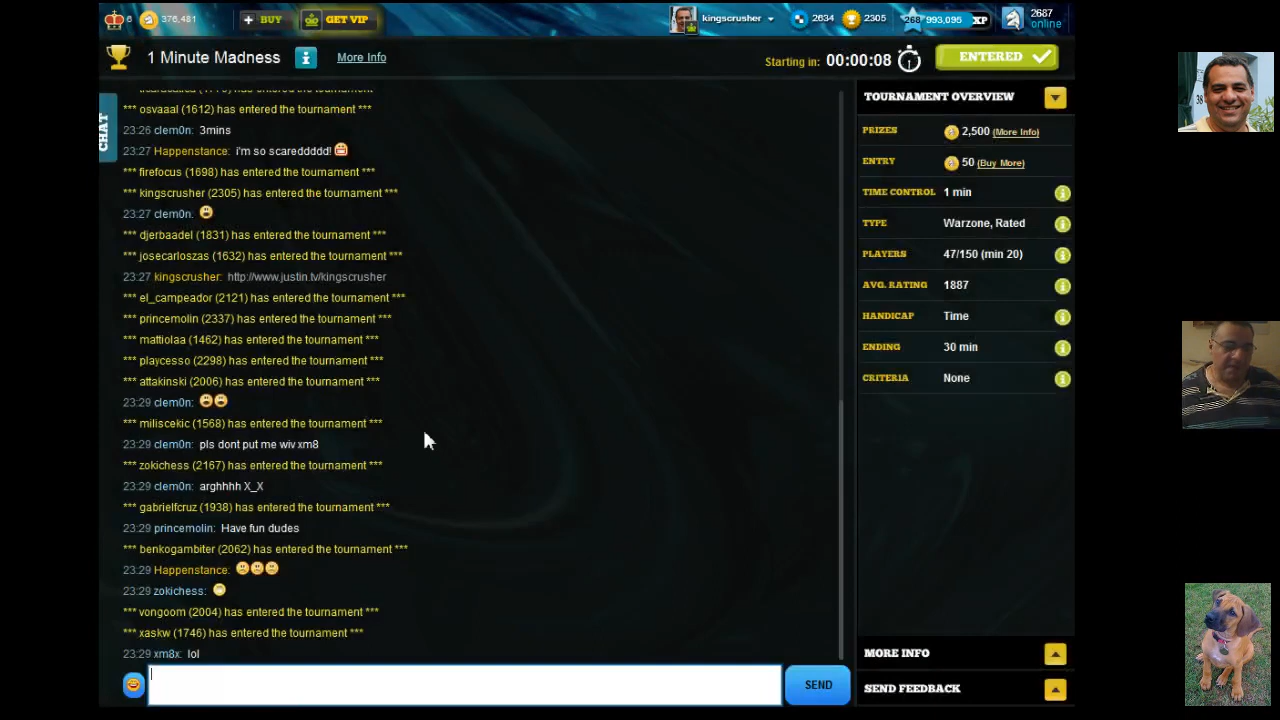 6 376,481 + BUY GET VIP kingscrusher 2634 2305 268 993,095 XP 2687 online
1 Minute Madness i More Info Starting in: 00:00:08 ENTERED
CHAT
*** osvaaal (1612) has entered the tournament ***
23:26 clem0n: 3mins
23:27 Happenstance: i'm so scareddddd!
*** firefocus (1698) has entered the tournament ***
*** kingscrusher (2305) has entered the tournament ***
23:27 clem0n:
*** djerbaadel (1831) has entered the tournament ***
*** josecarloszas (1632) has entered the tournament ***
23:27 kingscrusher: http://www.justin.tv/kingscrusher
*** el_campeador (2121) has entered the tournament ***
*** princemolin (2337) has entered the tournament ***
*** mattiolaa (1462) has entered the tournament ***
*** playcesso (2298) has entered the tournament ***
*** attakinski (2006) has entered the tournament ***
23:29 clem0n:
*** miliscekic (1568) has entered the tournament ***
23:29 clem0n: pls dont put me wiv xm8
*** zokichess (2167) has entered the tournament ***
23:29 clem0n: arghhhh X_X
*** gabrielfcruz (1938) has entered the tournament ***
23:29 princemolin: Have fun dudes
*** benkogambiter (2062) has entered the tournament ***
23:29 Happenstance:
23:29 zokichess:
*** vongoom (2004) has entered the tournament ***
*** xaskw (1746) has entered the tournament ***
23:29 xm8x: lol
SEND
TOURNAMENT OVERVIEW
PRIZES 2,500 (More Info)
ENTRY 50 (Buy More)
TIME CONTROL 1 min
TYPE Warzone, Rated
PLAYERS 47/150 (min 20)
AVG. RATING 1887
HANDICAP Time
ENDING 30 min
CRITERIA None
MORE INFO
SEND FEEDBACK